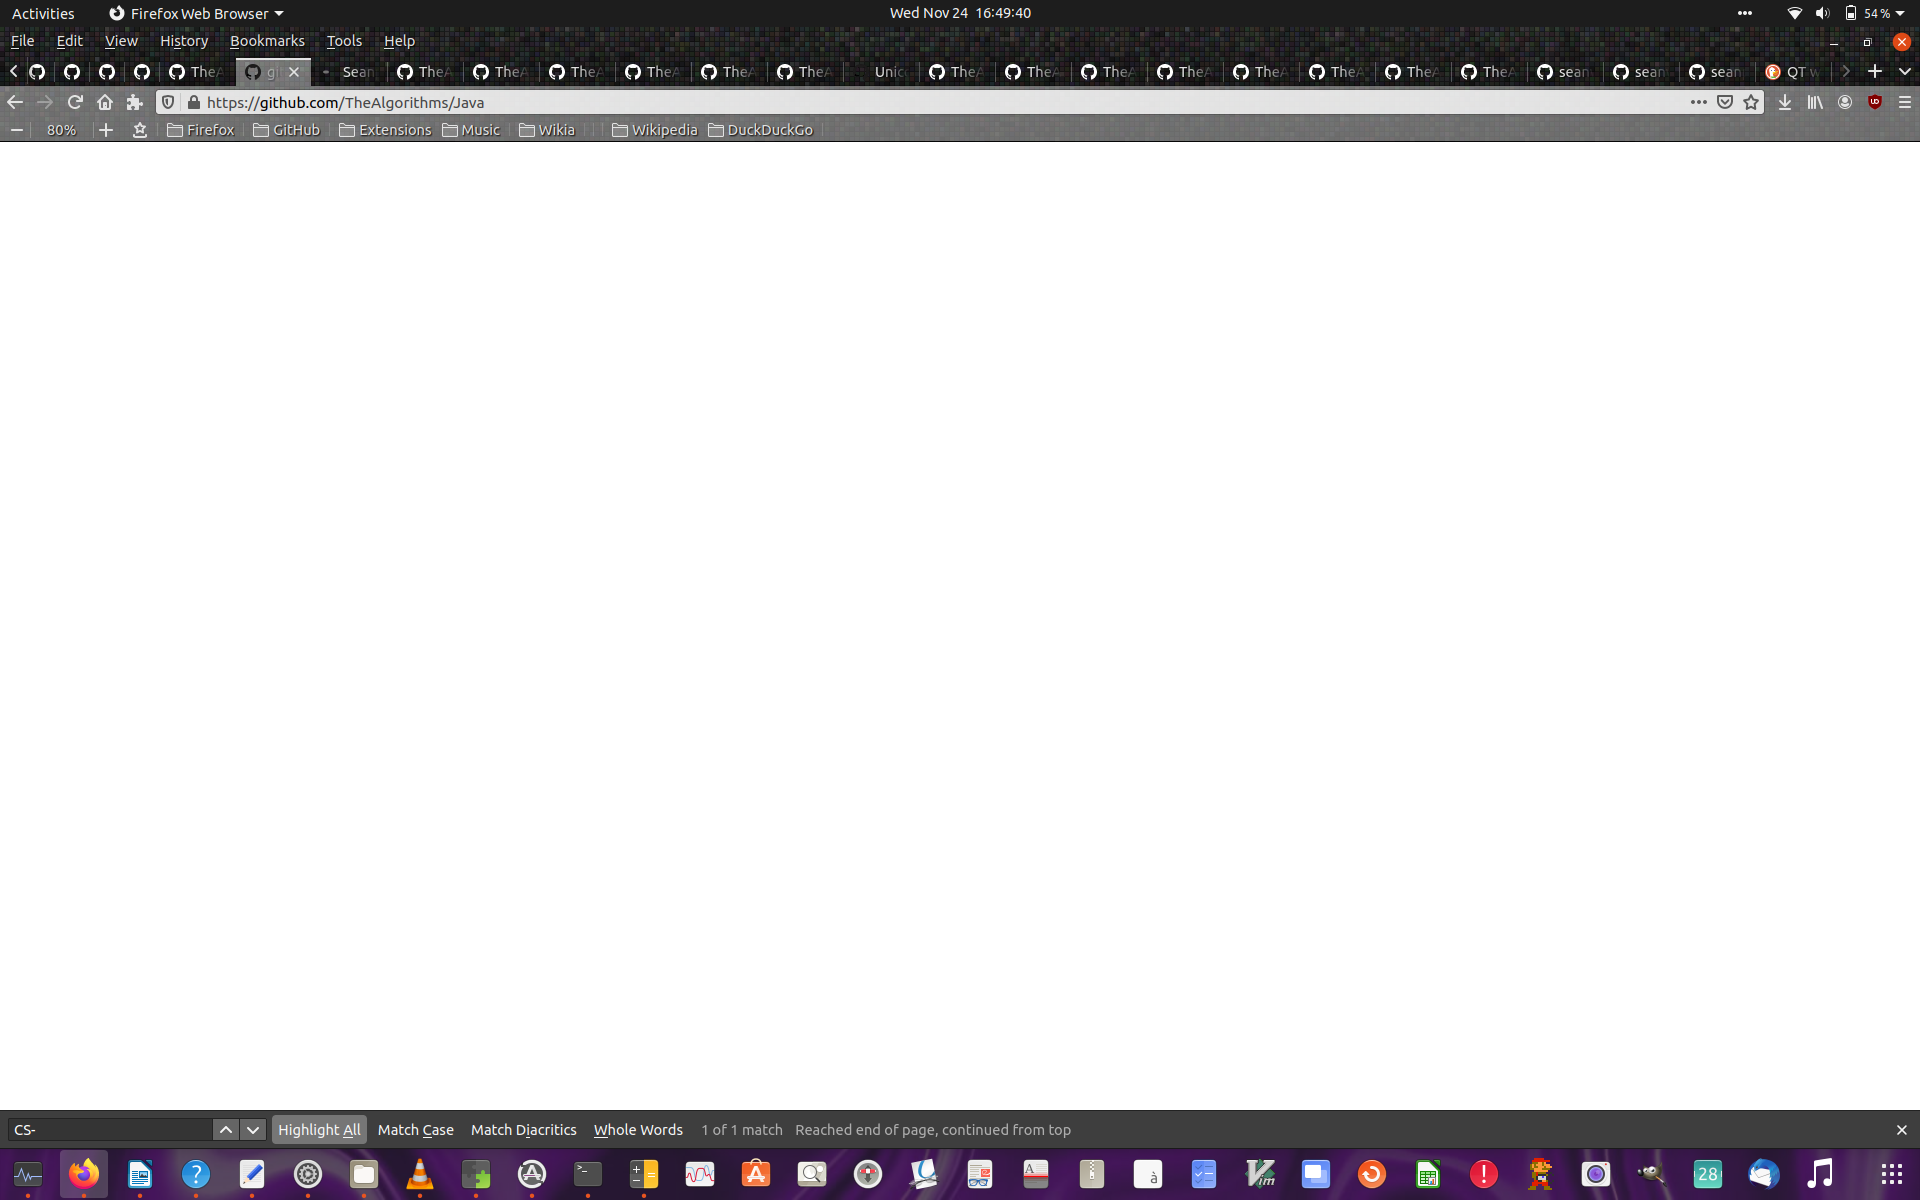 Activities Firefox Web Browser Wed Nov 24 16:49:40 54 %
File Edit View History Bookmarks Tools Help
TheA Sean TheA TheA TheA TheA TheA TheA Unic TheA TheA TheA TheA TheA TheA TheA TheA sean sean sean QT w
https://github.com/TheAlgorithms/Java
80% Firefox GitHub Extensions Music Wikia Wikipedia DuckDuckGo
CS- Highlight All Match Case Match Diacritics Whole Words 1 of 1 match Reached end of page, continued from top
28